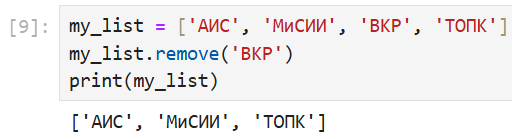 [9]: my_list = ['АИС', 'МиСИИ', 'ВКР', 'ТОПК']
my_list.remove('ВКР')
print(my_list)
['АИС', 'МиСИИ', 'ТОПК']